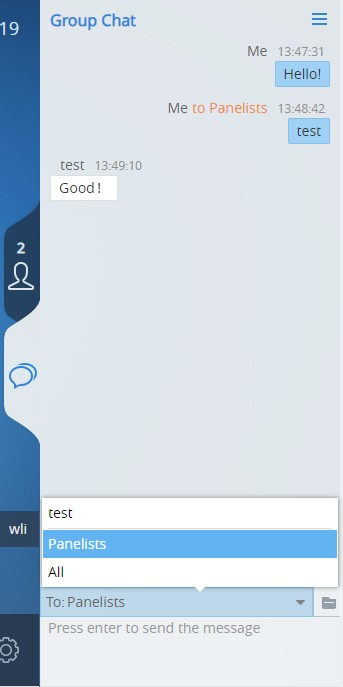 19
Group Chat
Me 13:47:31
Hello!
Me to Panelists 13:48:42
test
test 13:49:10
Good!
2
wli
test
Panelists
All
To: Panelists
Press enter to send the message